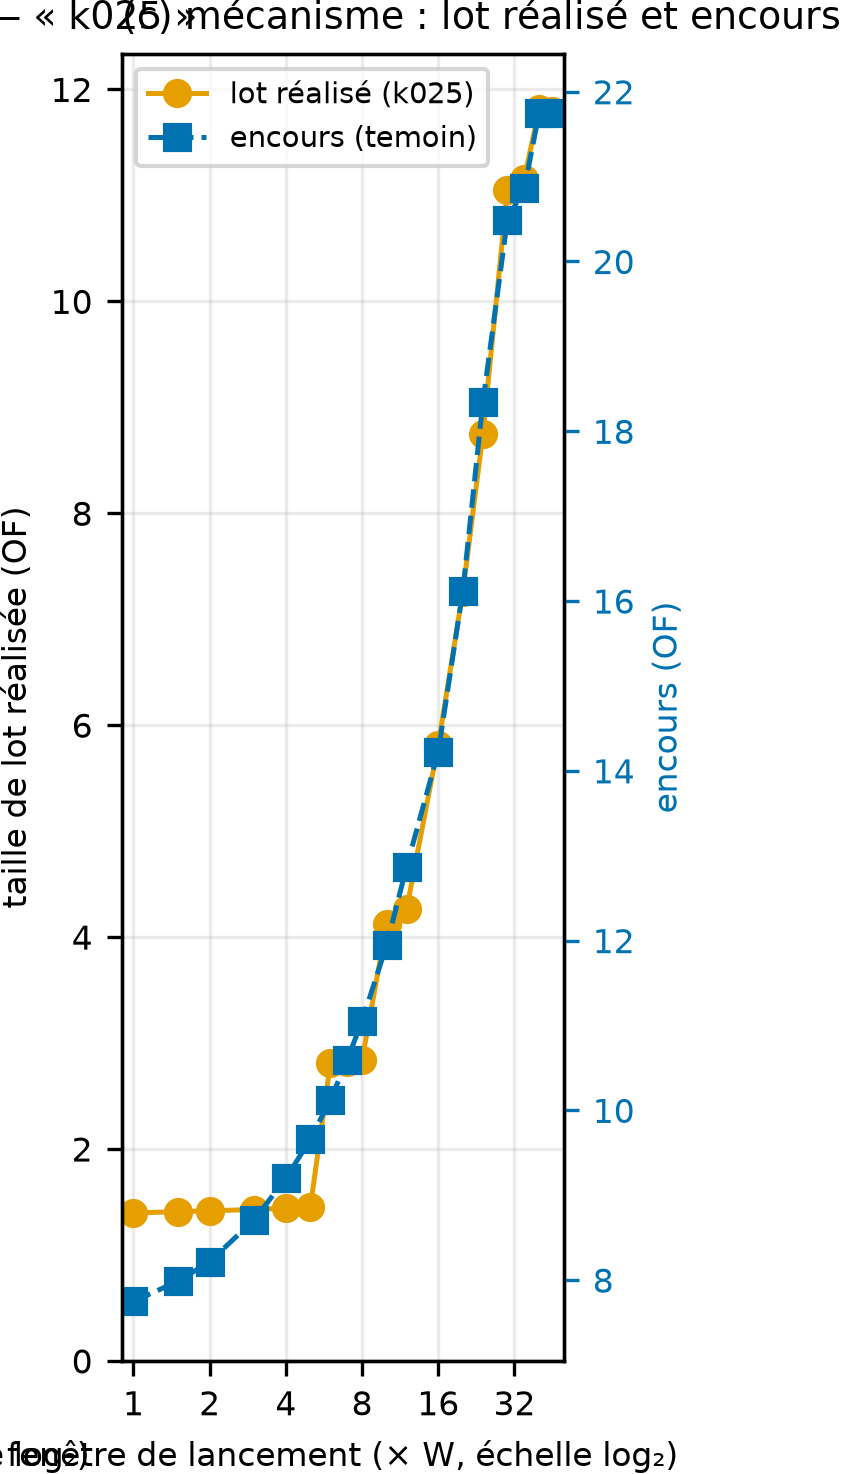 – « k025 »
(c) mécanisme : lot réalisé et encours
lot réalisé (k025)
encours (temoin)
taille de lot réalisée (OF)
12
10
8
6
4
2
0
22
20
18
16
14
12
10
8
encours (OF)
1 2 4 8 16 32
log₂)
fenêtre de lancement (× W, échelle log₂)